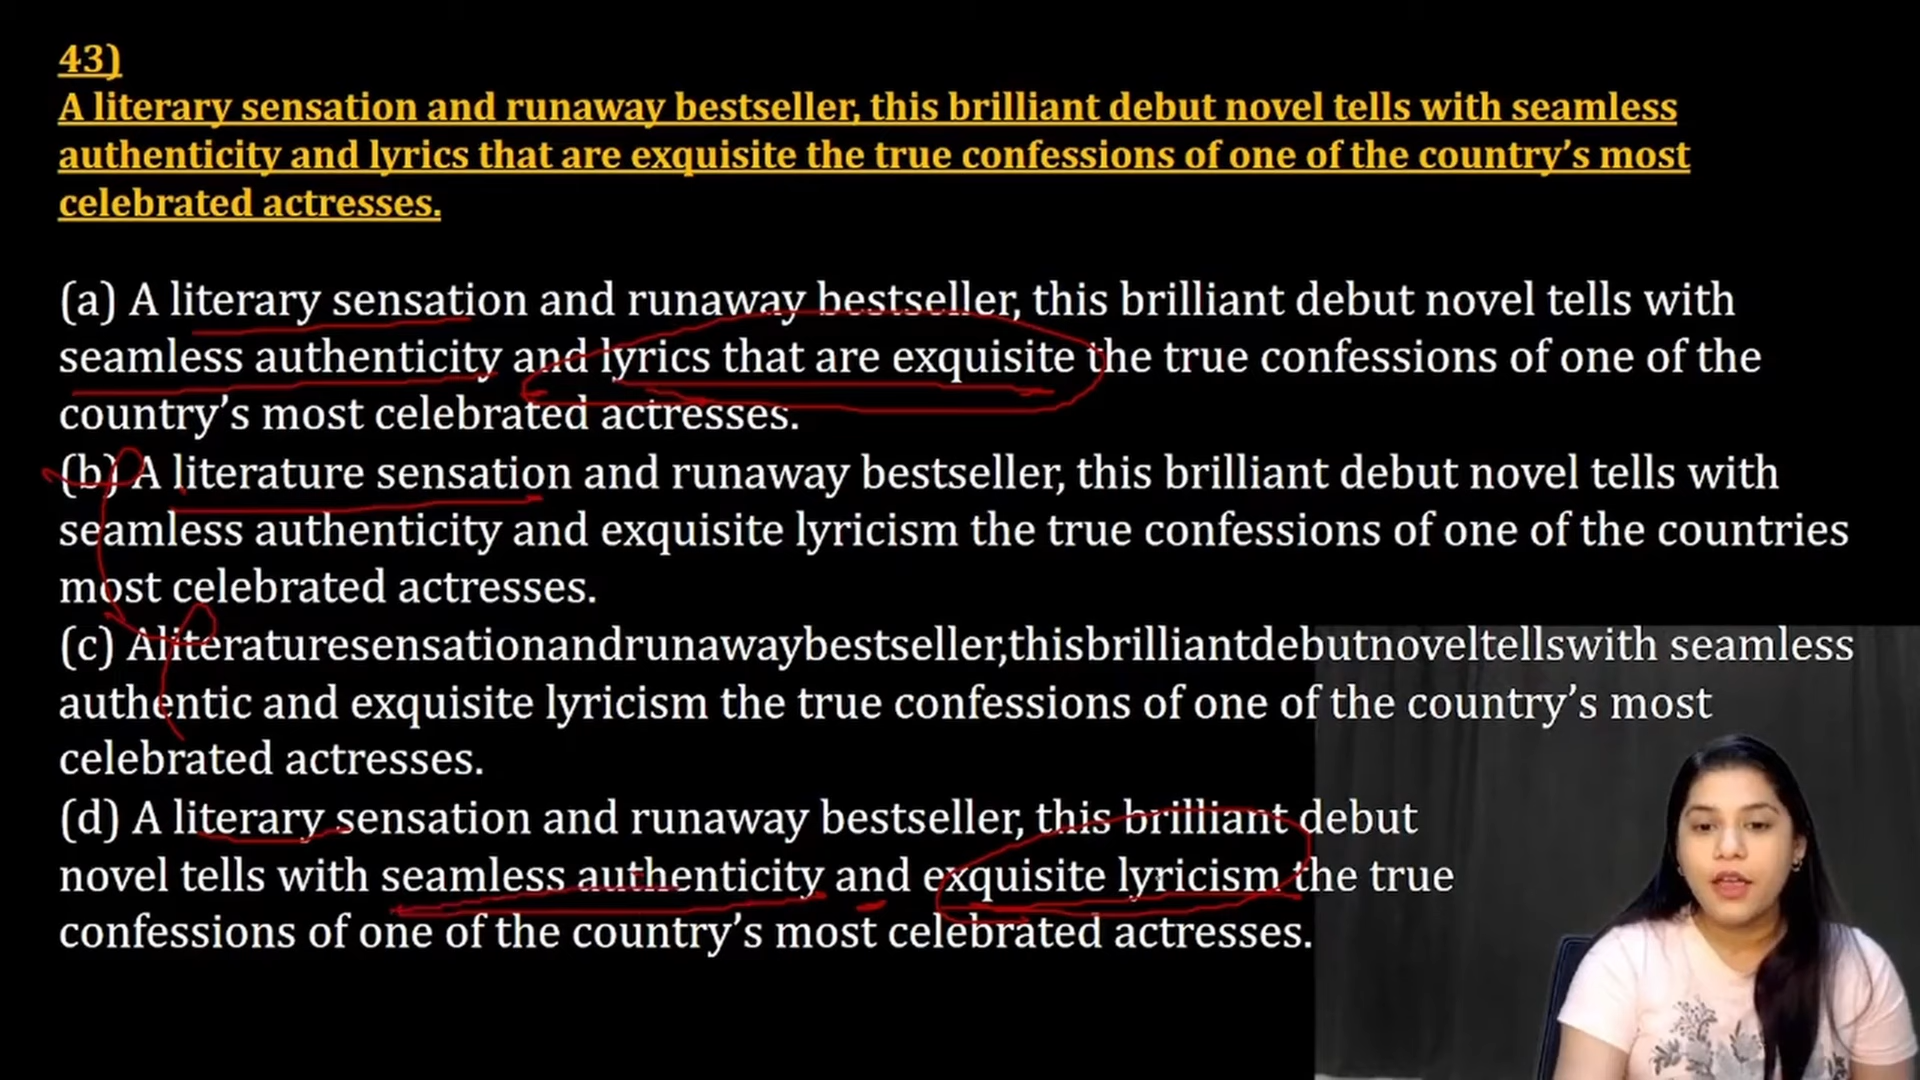 43)
A literary sensation and runaway bestseller, this brilliant debut novel tells with seamless
authenticity and lyrics that are exquisite the true confessions of one of the country’s most
celebrated actresses.
(a) A literary sensation and runaway bestseller, this brilliant debut novel tells with
seamless authenticity and lyrics that are exquisite the true confessions of one of the
country’s most celebrated actresses.
(b) A literature sensation and runaway bestseller, this brilliant debut novel tells with
seamless authenticity and exquisite lyricism the true confessions of one of the countries
most celebrated actresses.
(c) Aliteraturesensationandrunawaybestseller,thisbrilliantdebutnoveltellswith seamless
authentic and exquisite lyricism the true confessions of one of the country’s most
celebrated actresses.
(d) A literary sensation and runaway bestseller, this brilliant debut
novel tells with seamless authenticity and exquisite lyricism the true
confessions of one of the country’s most celebrated actresses.